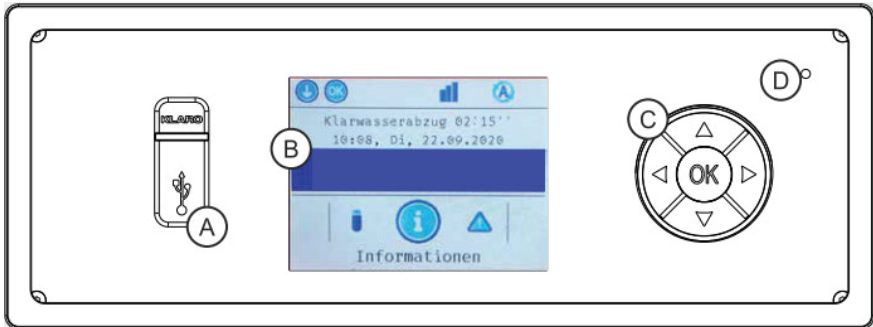 KLARO
A
B
OK
A
Klarwasserabzug 02:15''
10:08, Di, 22.09.2020
i
Informationen
C
OK
D